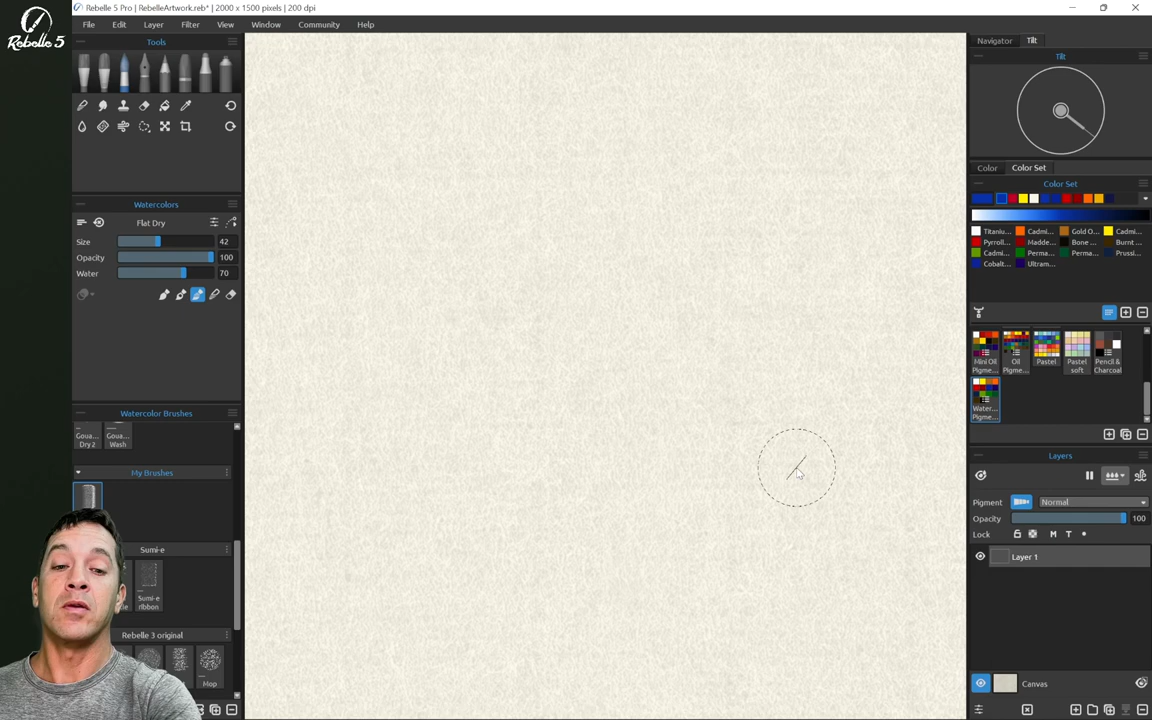 Rebelle 5
Rebelle 5 Pro | RebelleArtwork.reb* | 2000 x 1500 pixels | 200 dpi
File Edit Layer Filter View Window Community Help
Tools
Watercolors
Flat Dry
Size 42
Opacity 100
Water 70
Watercolor Brushes
Goua... Dry 2
Goua... Wash
My Brushes
Sumi-e
Sumi-e ribbon
Rebelle 3 original
Mop
Navigator Tilt
Tilt
Color Color Set
Color Set
Titaniu... Cadmi... Gold O... Cadmi...
Pyrroll... Madde... Bone ... Burnt ...
Cadmi... Perma... Perma... Prussi...
Cobalt... Ultram...
Mini Oil Pigme...
Oil Pigme...
Pastel
Pastel soft
Pencil & Charcoal
Water... Pigme...
Layers
Pigment Normal
Opacity 100
Lock M T
Layer 1
Canvas